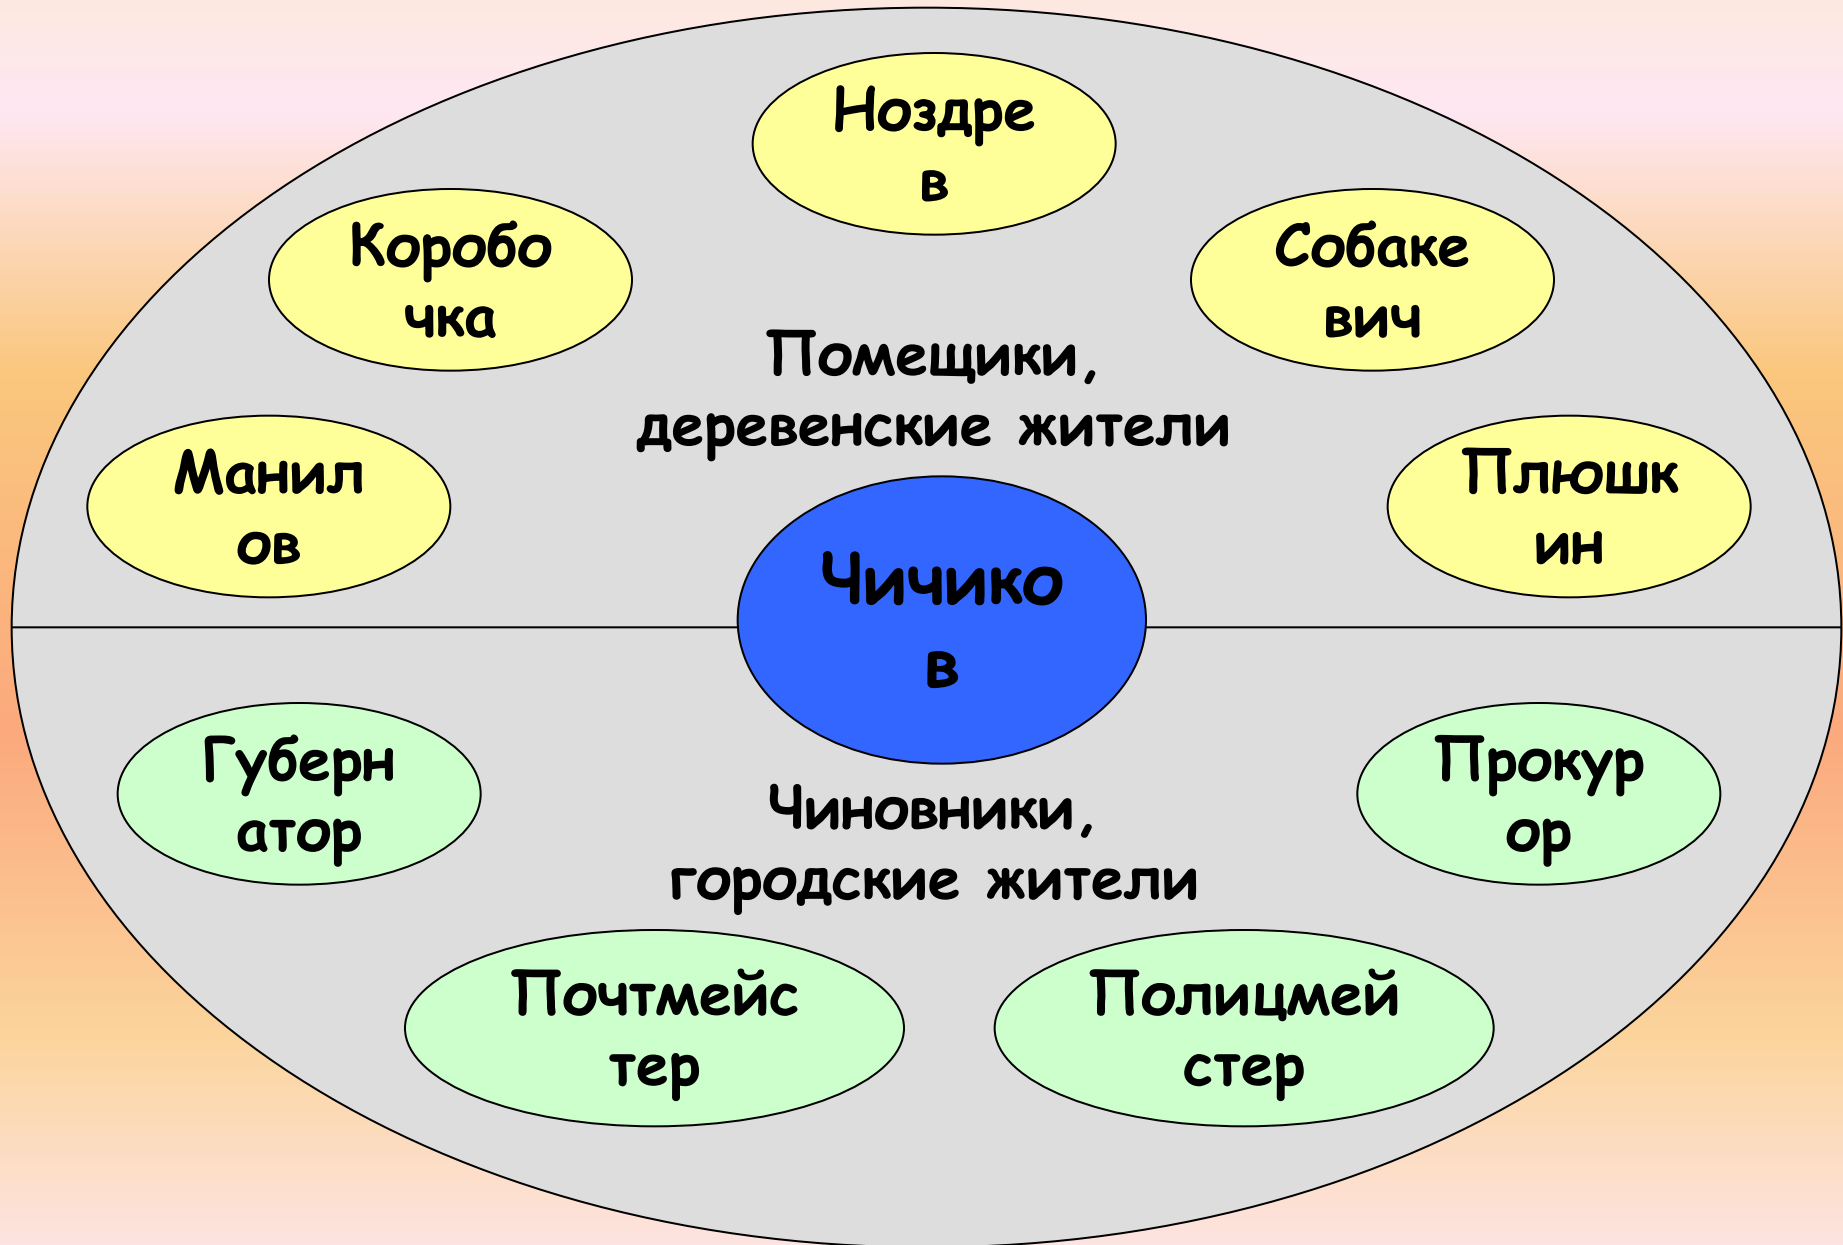 Ноздре
в
Коробо
чка
Собаке
вич
Помещики,
деревенские жители
Манил
ов
Плюшк
ин
Чичико
в
Губерн
атор
Прокур
ор
Чиновники,
городские жители
Почтмейс
тер
Полицмей
стер